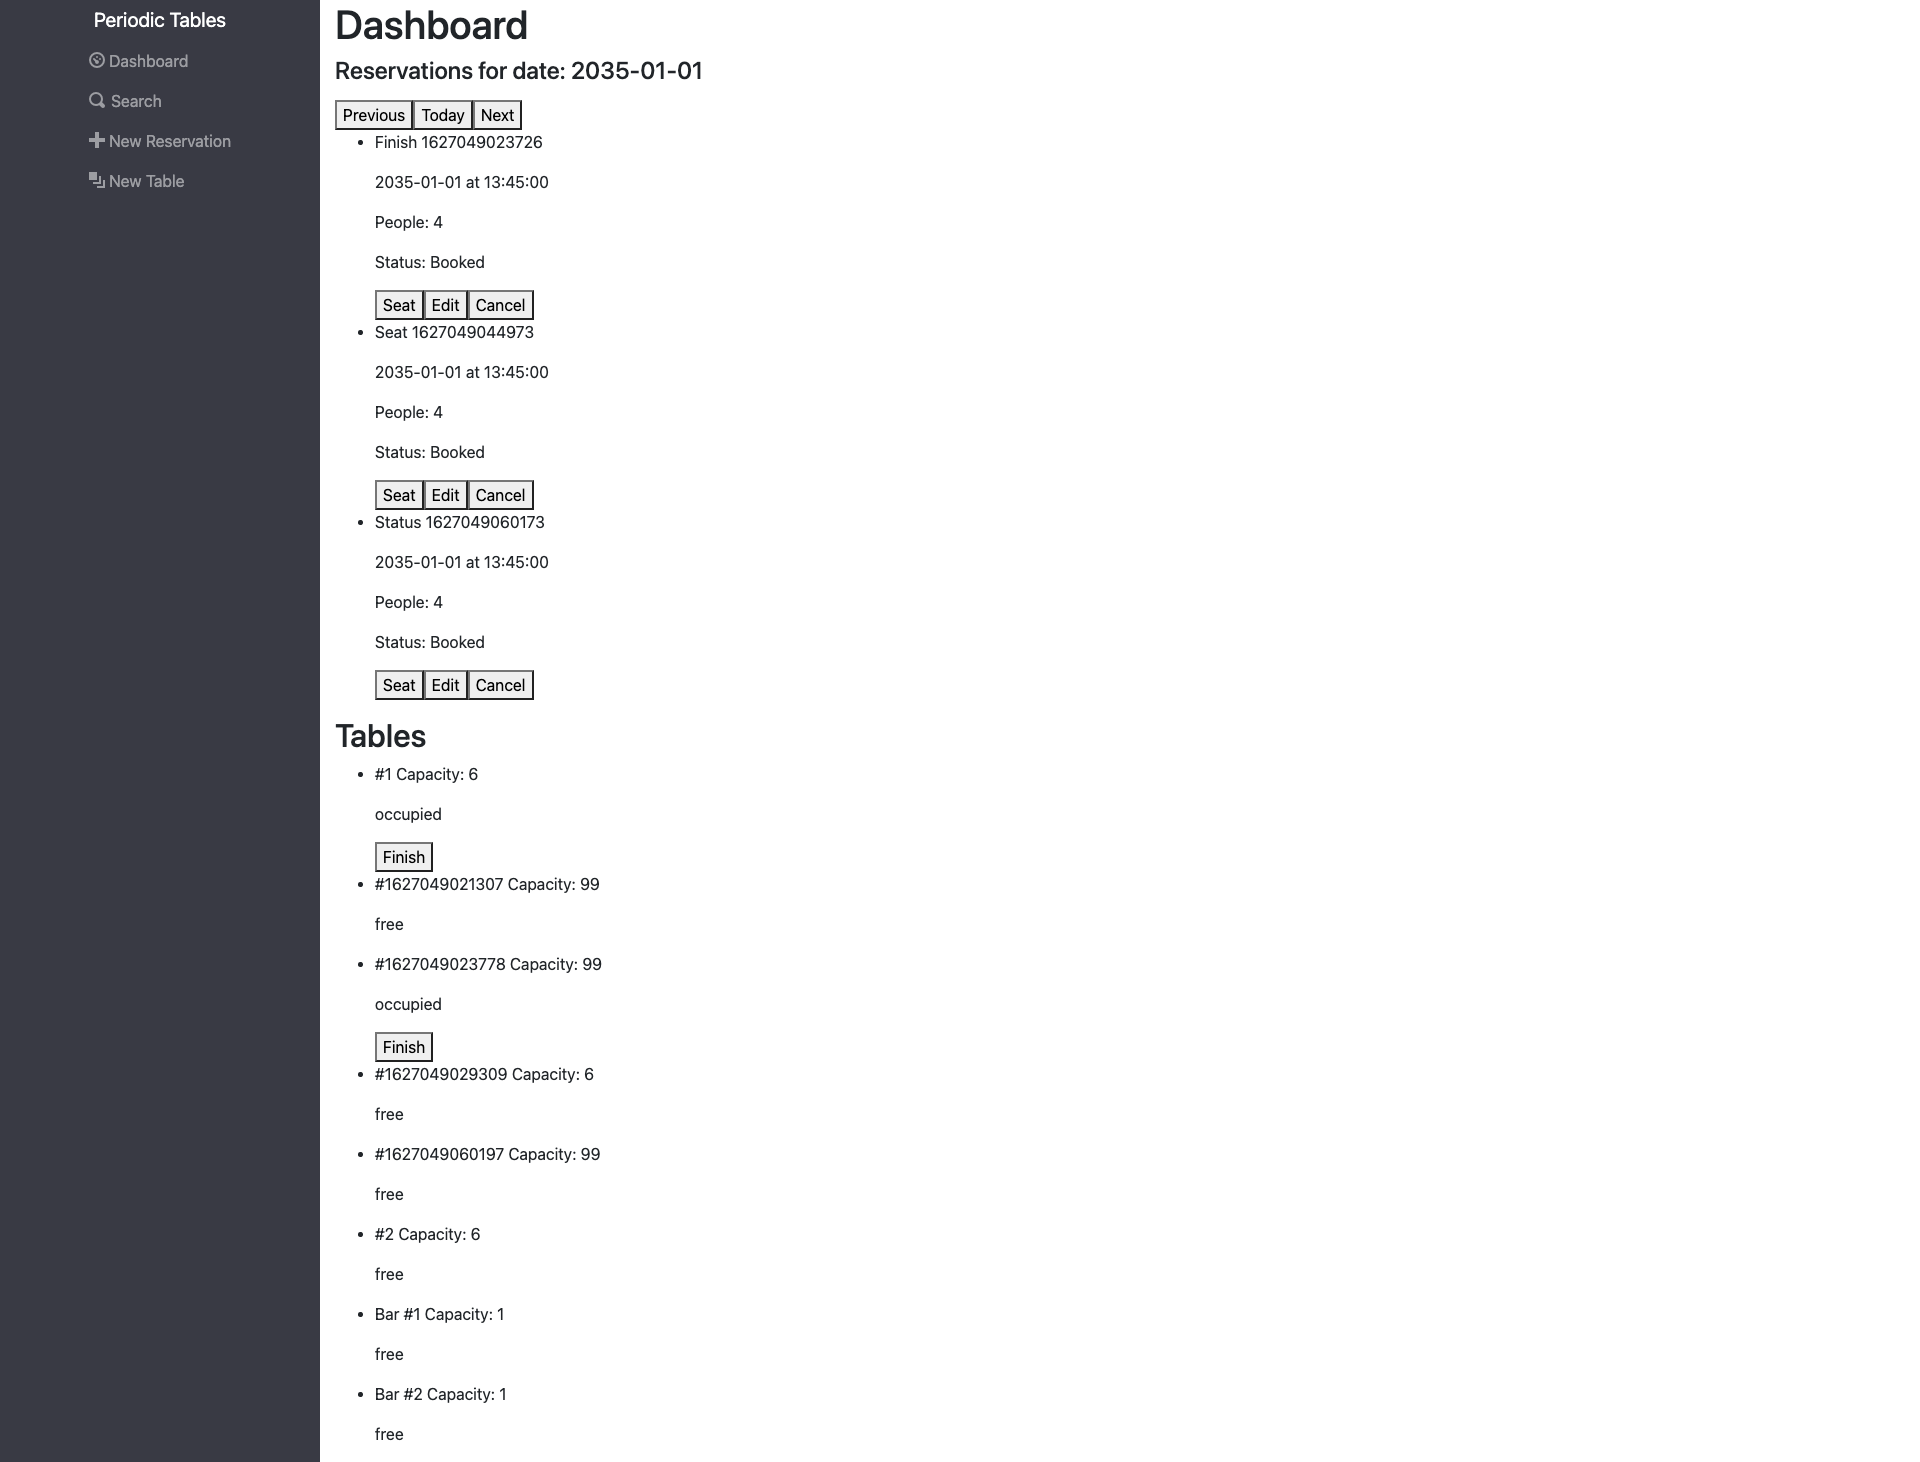 Periodic Tables
Dashboard
Search
New Reservation
New Table
Dashboard
Reservations for date: 2035-01-01
Previous Today Next
Finish 1627049023726
2035-01-01 at 13:45:00
People: 4
Status: Booked
Seat Edit Cancel
Seat 1627049044973
2035-01-01 at 13:45:00
People: 4
Status: Booked
Seat Edit Cancel
Status 1627049060173
2035-01-01 at 13:45:00
People: 4
Status: Booked
Seat Edit Cancel
Tables
#1 Capacity: 6
occupied
Finish
#1627049021307 Capacity: 99
free
#1627049023778 Capacity: 99
occupied
Finish
#1627049029309 Capacity: 6
free
#1627049060197 Capacity: 99
free
#2 Capacity: 6
free
Bar #1 Capacity: 1
free
Bar #2 Capacity: 1
free